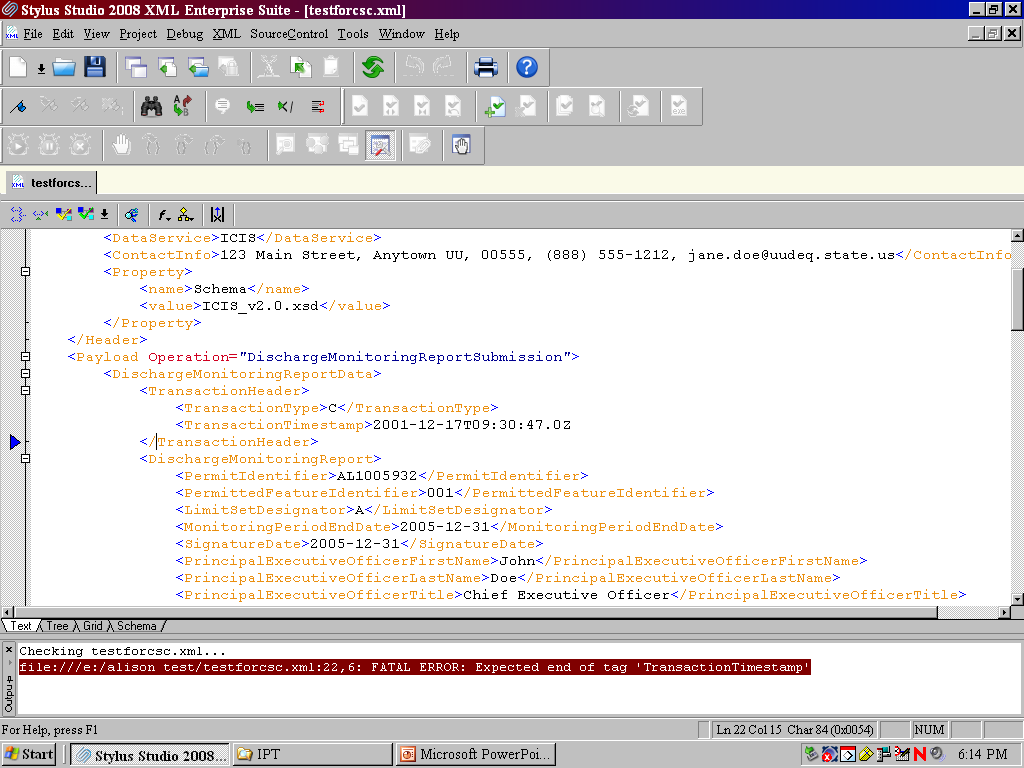 Stylus Studio 2008 XML Enterprise Suite - [testforcsc.xml]
File Edit View Project Debug XML SourceControl Tools Window Help
testforcs...
<DataService>ICIS</DataService>
<ContactInfo>123 Main Street, Anytown UU, 00555, (888) 555-1212, jane.doe@uudeq.state.us</ContactInfo
<Property>
<name>Schema</name>
<value>ICIS_v2.0.xsd</value>
</Property>
</Header>
<Payload Operation="DischargeMonitoringReportSubmission">
<DischargeMonitoringReportData>
<TransactionHeader>
<TransactionType>C</TransactionType>
<TransactionTimestamp>2001-12-17T09:30:47.0Z
</TransactionHeader>
<DischargeMonitoringReport>
<PermitIdentifier>AL1005932</PermitIdentifier>
<PermittedFeatureIdentifier>001</PermittedFeatureIdentifier>
<LimitSetDesignator>A</LimitSetDesignator>
<MonitoringPeriodEndDate>2005-12-31</MonitoringPeriodEndDate>
<SignatureDate>2005-12-31</SignatureDate>
<PrincipalExecutiveOfficerFirstName>John</PrincipalExecutiveOfficerFirstName>
<PrincipalExecutiveOfficerLastName>Doe</PrincipalExecutiveOfficerLastName>
<PrincipalExecutiveOfficerTitle>Chief Executive Officer</PrincipalExecutiveOfficerTitle>
Text Tree Grid Schema
Checking testforcsc.xml...
file:///e:/alison test/testforcsc.xml:22,6: FATAL ERROR: Expected end of tag 'TransactionTimestamp'
For Help, press F1
Ln 22 Col 15 Char 84 (0x0054) NUM
Start Stylus Studio 2008... IPT Microsoft PowerPoi... 6:14 PM